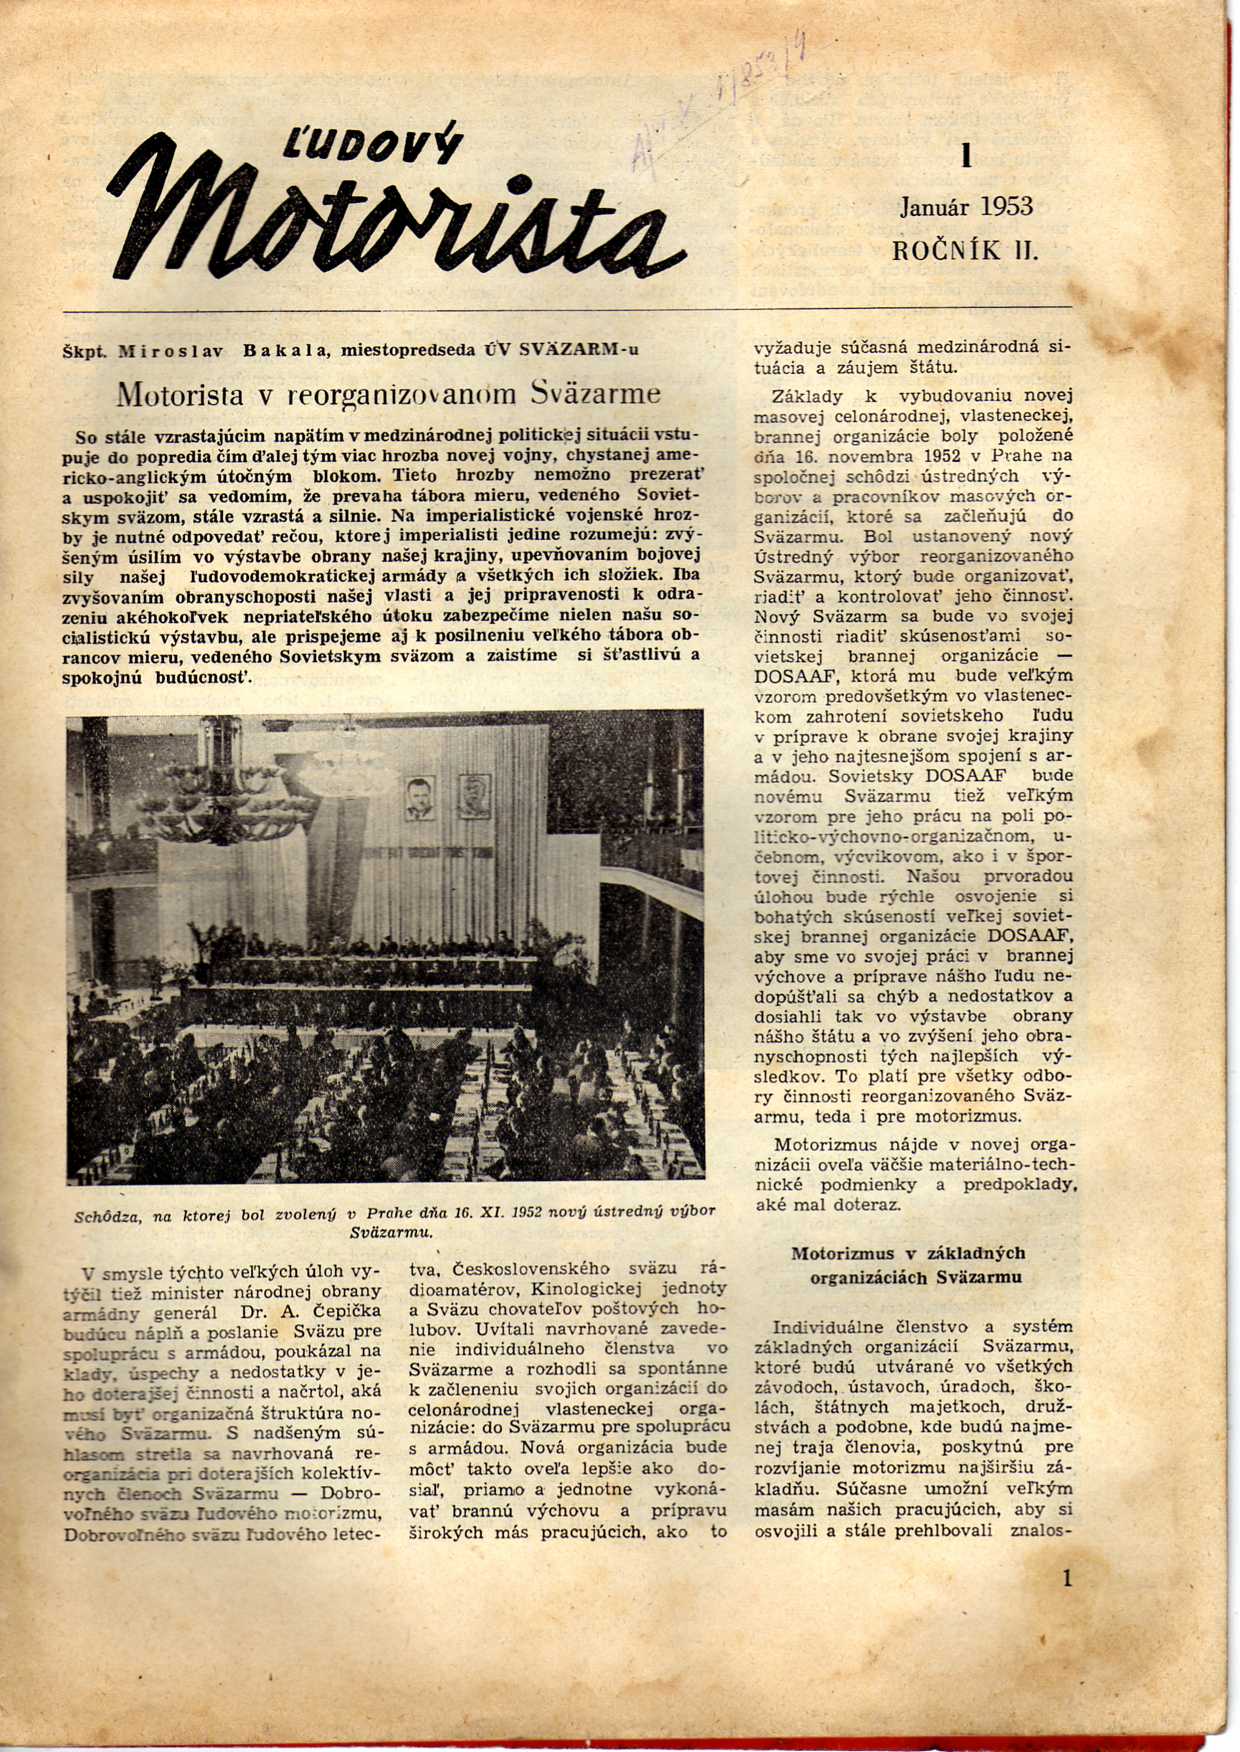 ĽUDOVÝ
Motorista
1
Január 1953
ROČNÍK II.
Škpt. Miroslav Bakala, miestopredseda ÚV SVÄZARM-u
Motorista v reorganizovanom Sväzarme
So stále vzrastajúcim napätím v medzinárodnej politickej situácii vstu-
puje do popredia čím ďalej tým viac hrozba novej vojny, chystanej ame-
ricko-anglickým útočným blokom. Tieto hrozby nemožno prezerať
a uspokojiť sa vedomím, že prevaha tábora mieru, vedeného Soviet-
skym sväzom, stále vzrastá a silnie. Na imperialistické vojenské hroz-
by je nutné odpovedať rečou, ktorej imperialisti jedine rozumejú: zvý-
šeným úsilím vo výstavbe obrany našej krajiny, upevňovaním bojovej
sily našej ľudovodemokratickej armády a všetkých ich složiek. Iba
zvyšovaním obranyschoposti našej vlasti a jej pripravenosti k odra-
zeniu akéhokoľvek nepriateľského útoku zabezpečíme nielen našu so-
cialistickú výstavbu, ale prispejeme aj k posilneniu veľkého tábora ob-
rancov mieru, vedeného Sovietskym sväzom a zaistíme si šťastlivú a
spokojnú budúcnosť.
Schôdza, na ktorej bol zvolený v Prahe dňa 16. XI. 1952 nový ústredný výbor
Sväzarmu.
V smysle týchto veľkých úloh vy-
týčil tiež minister národnej obrany
armádny generál Dr. A. Čepička
budúcu náplň a poslanie Sväzu pre
spoluprácu s armádou, poukázal na
klady, úspechy a nedostatky v je-
ho doterajšej činnosti a načrtol, aká
musí byť organizačná štruktúra no-
vého Sväzarmu. S nadšeným sú-
hlasom stretla sa navrhovaná re-
organizácia pri doterajších kolektív-
nych členoch Sväzarmu — Dobro-
voľného sväzu ľudového motorizmu,
Dobrovoľného sväzu ľudového letec-
tva, Československého sväzu rá-
dioamatérov, Kinologickej jednoty
a Sväzu chovateľov poštových ho-
lubov. Uvítali navrhované zavede-
nie individuálneho členstva vo
Sväzarme a rozhodli sa spontánne
k začleneniu svojich organizácií do
celonárodnej vlasteneckej orga-
nizácie: do Sväzarmu pre spoluprácu
s armádou. Nová organizácia bude
môcť takto oveľa lepšie ako do-
siaľ, priamo a jednotne vykoná-
vať brannú výchovu a prípravu
širokých más pracujúcich, ako to
vyžaduje súčasná medzinárodná si-
tuácia a záujem štátu.
Základy k vybudovaniu novej
masovej celonárodnej, vlasteneckej,
brannej organizácie boly položené
dňa 16. novembra 1952 v Prahe na
spoločnej schôdzi ústredných vý-
borov a pracovníkov masových or-
ganizácií, ktoré sa začleňujú do
Sväzarmu. Bol ustanovený nový
Ústredný výbor reorganizovaného
Sväzarmu, ktorý bude organizovať,
riadiť a kontrolovať jeho činnosť.
Nový Sväzarm sa bude vo svojej
činnosti riadiť skúsenosťami so-
vietskej brannej organizácie —
DOSAAF, ktorá mu bude veľkým
vzorom predovšetkým vo vlastenec-
kom zahrotení sovietskeho ľudu
v príprave k obrane svojej krajiny
a v jeho najtesnejšom spojení s ar-
mádou. Sovietsky DOSAAF bude
novému Sväzarmu tiež veľkým
vzorom pre jeho prácu na poli po-
liticko-výchovno-organizačnom, u-
čebnom, výcvikovom, ako i v špor-
tovej činnosti. Našou prvoradou
úlohou bude rýchle osvojenie si
bohatých skúseností veľkej soviet-
skej brannej organizácie DOSAAF,
aby sme vo svojej práci v brannej
výchove a príprave nášho ľudu ne-
dopúšťali sa chýb a nedostatkov a
dosiahli tak vo výstavbe obrany
nášho štátu a vo zvýšení jeho obra-
nyschopnosti tých najlepších vý-
sledkov. To platí pre všetky odbo-
ry činnosti reorganizovaného Sväz-
armu, teda i pre motorizmus.
Motorizmus nájde v novej orga-
nizácii oveľa väčšie materiálno-tech-
nické podmienky a predpoklady,
aké mal doteraz.
Motorizmus v základných
organizáciách Sväzarmu
Individuálne členstvo a systém
základných organizácií Sväzarmu,
ktoré budú utvárané vo všetkých
závodoch, ústavoch, úradoch, ško-
lách, štátnych majetkoch, druž-
stvách a podobne, kde budú najme-
nej traja členovia, poskytnú pre
rozvíjanie motorizmu najširšiu zá-
kladňu. Súčasne umožní veľkým
masám našich pracujúcich, aby si
osvojili a stále prehlbovali znalos-
1